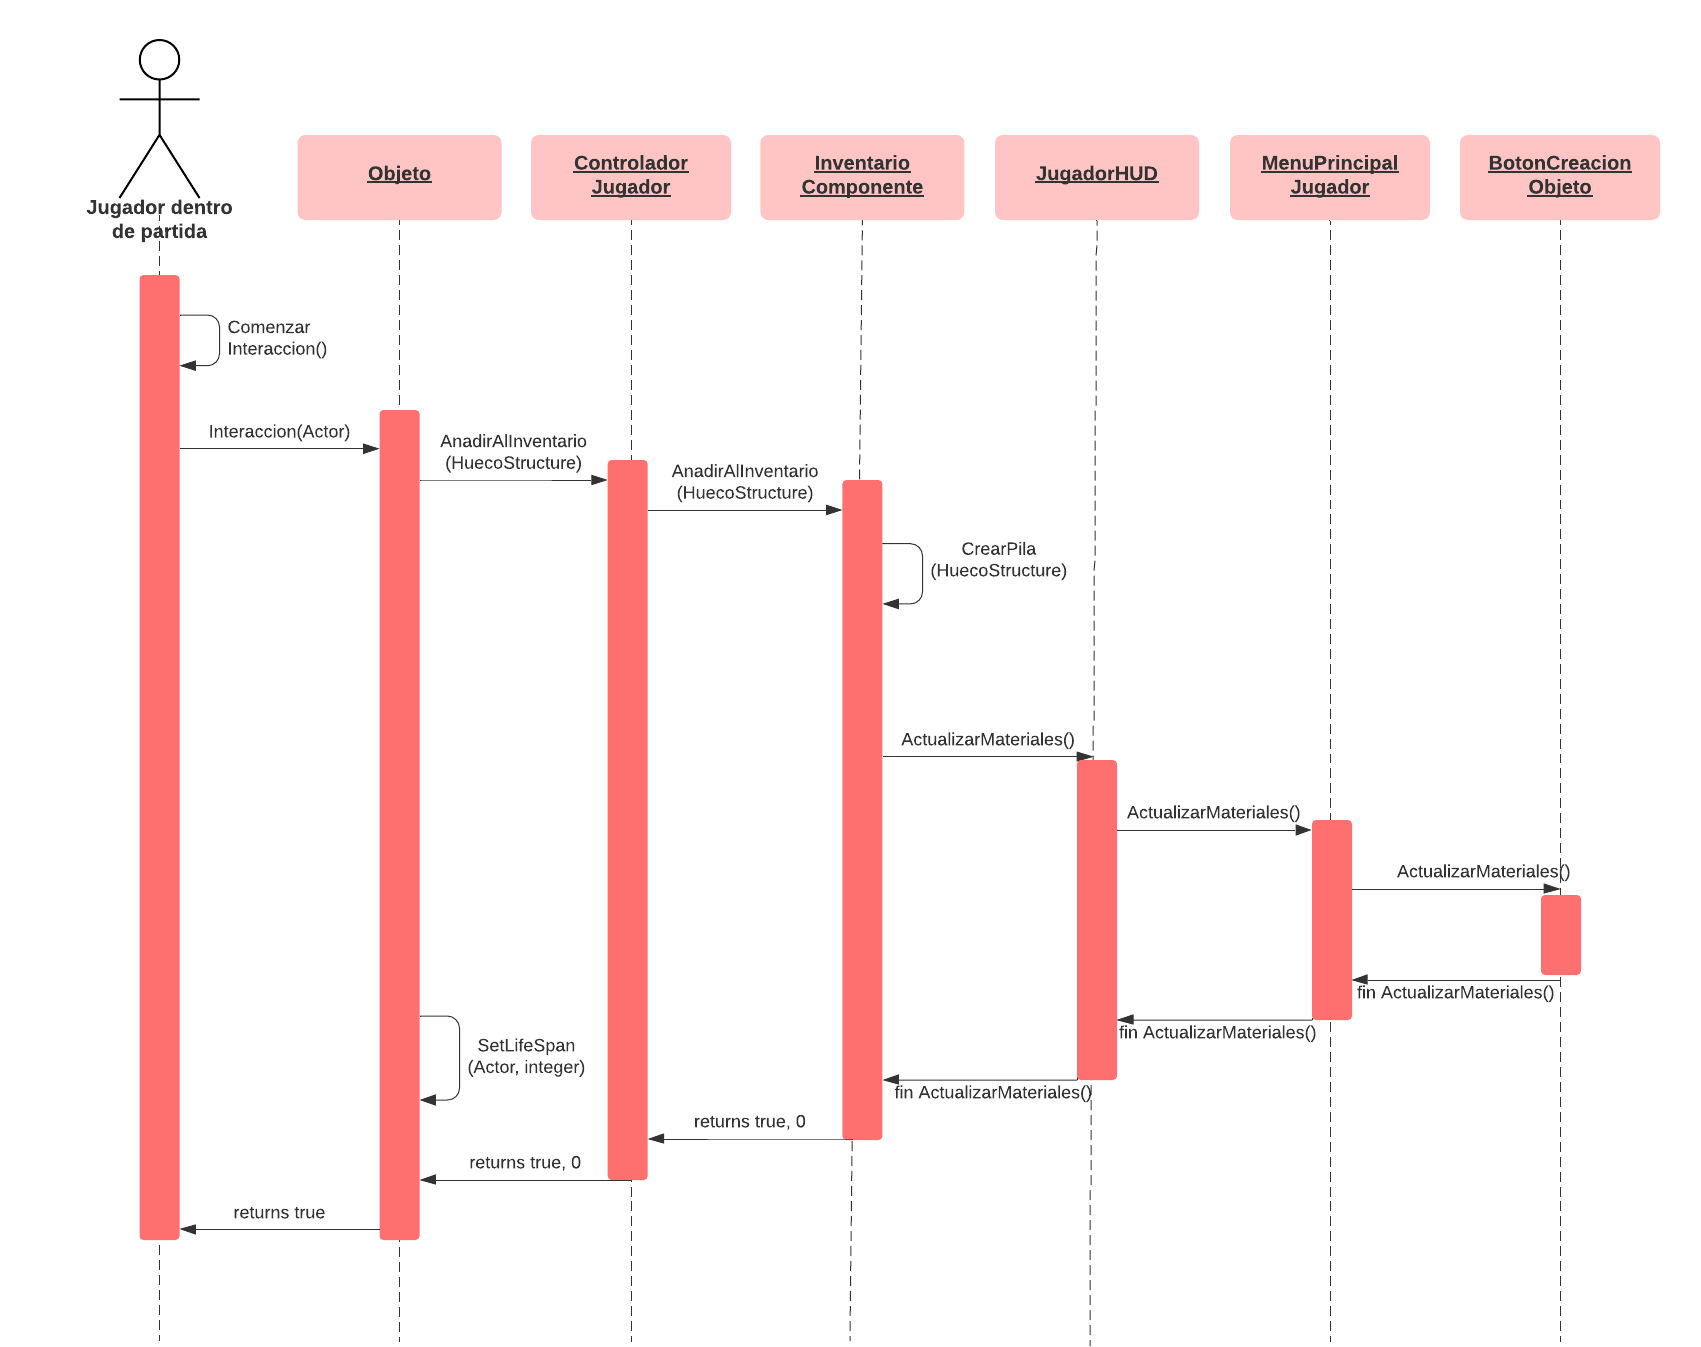 Jugador dentro
de partida
Objeto
Controlador
Jugador
Inventario
Componente
JugadorHUD
MenuPrincipal
Jugador
BotonCreacion
Objeto
Comenzar
Interaccion()
Interaccion(Actor)
AnadirAlInventario
(HuecoStructure)
AnadirAlInventario
(HuecoStructure)
CrearPila
(HuecoStructure)
ActualizarMateriales()
ActualizarMateriales()
ActualizarMateriales()
fin ActualizarMateriales()
fin ActualizarMateriales()
SetLifeSpan
(Actor, integer)
fin ActualizarMateriales()
returns true, 0
returns true, 0
returns true